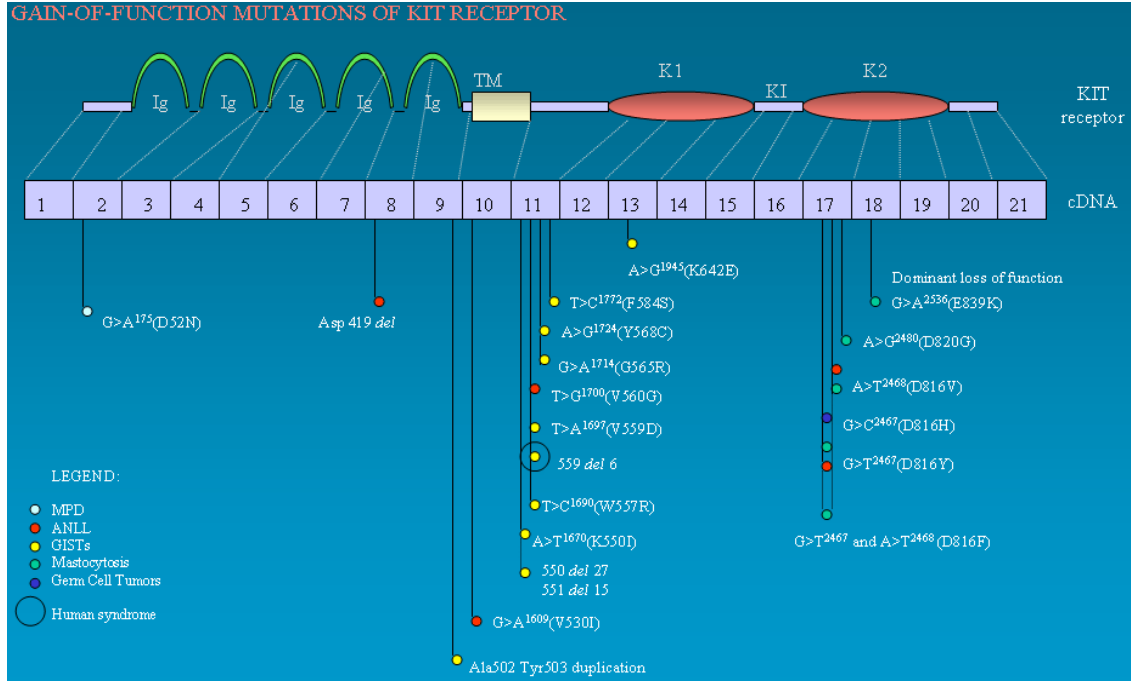 GAIN-OF-FUNCTION MUTATIONS OF KIT RECEPTOR
TM
K1
KI
K2
Ig
Ig
Ig
Ig
Ig
KIT
receptor
1 2 3 4 5 6 7 8 9 10 11 12 13 14 15 16 17 18 19 20 21
cDNA
A>G¹⁹⁴⁵(K642E)
Dominant loss of function
G>A²⁵³⁶(E839K)
G>A¹⁷⁵(D52N)
Asp 419 del
T>C¹⁷⁷²(F584S)
A>G¹⁷²⁴(Y568C)
A>G²⁴⁸⁰(D820G)
G>A¹⁷¹⁴(G565R)
T>G¹⁷⁰⁰(V560G)
A>T²⁴⁶⁸(D816V)
T>A¹⁶⁹⁷(V559D)
G>C²⁴⁶⁷(D816H)
559 del 6
G>T²⁴⁶⁷(D816Y)
T>C¹⁶⁹⁰(W557R)
A>T¹⁶⁷⁰(K550I)
G>T²⁴⁶⁷ and A>T²⁴⁶⁸(D816F)
550 del 27
551 del 15
G>A¹⁶⁰⁹(V530I)
Ala502 Tyr503 duplication
LEGEND:
MPD
ANLL
GISTs
Mastocytosis
Germ Cell Tumors
Human syndrome